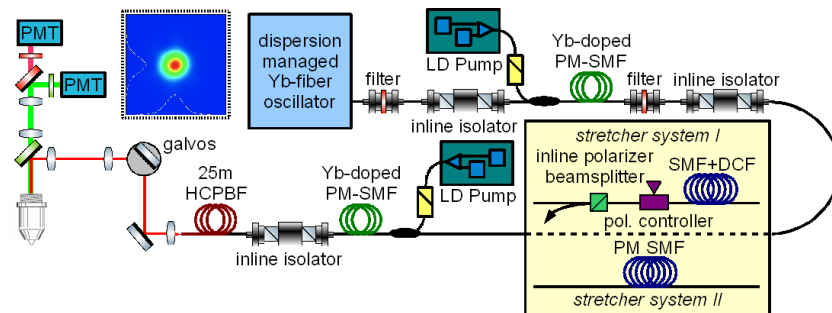 PMT
PMT
dispersion
managed
Yb-fiber
oscillator
filter
inline isolator
LD Pump
Yb-doped
PM-SMF
filter
inline isolator
galvos
25m
HCPBF
inline isolator
Yb-doped
PM-SMF
LD Pump
stretcher system I
inline polarizer
beamsplitter
SMF+DCF
pol. controller
PM SMF
stretcher system II